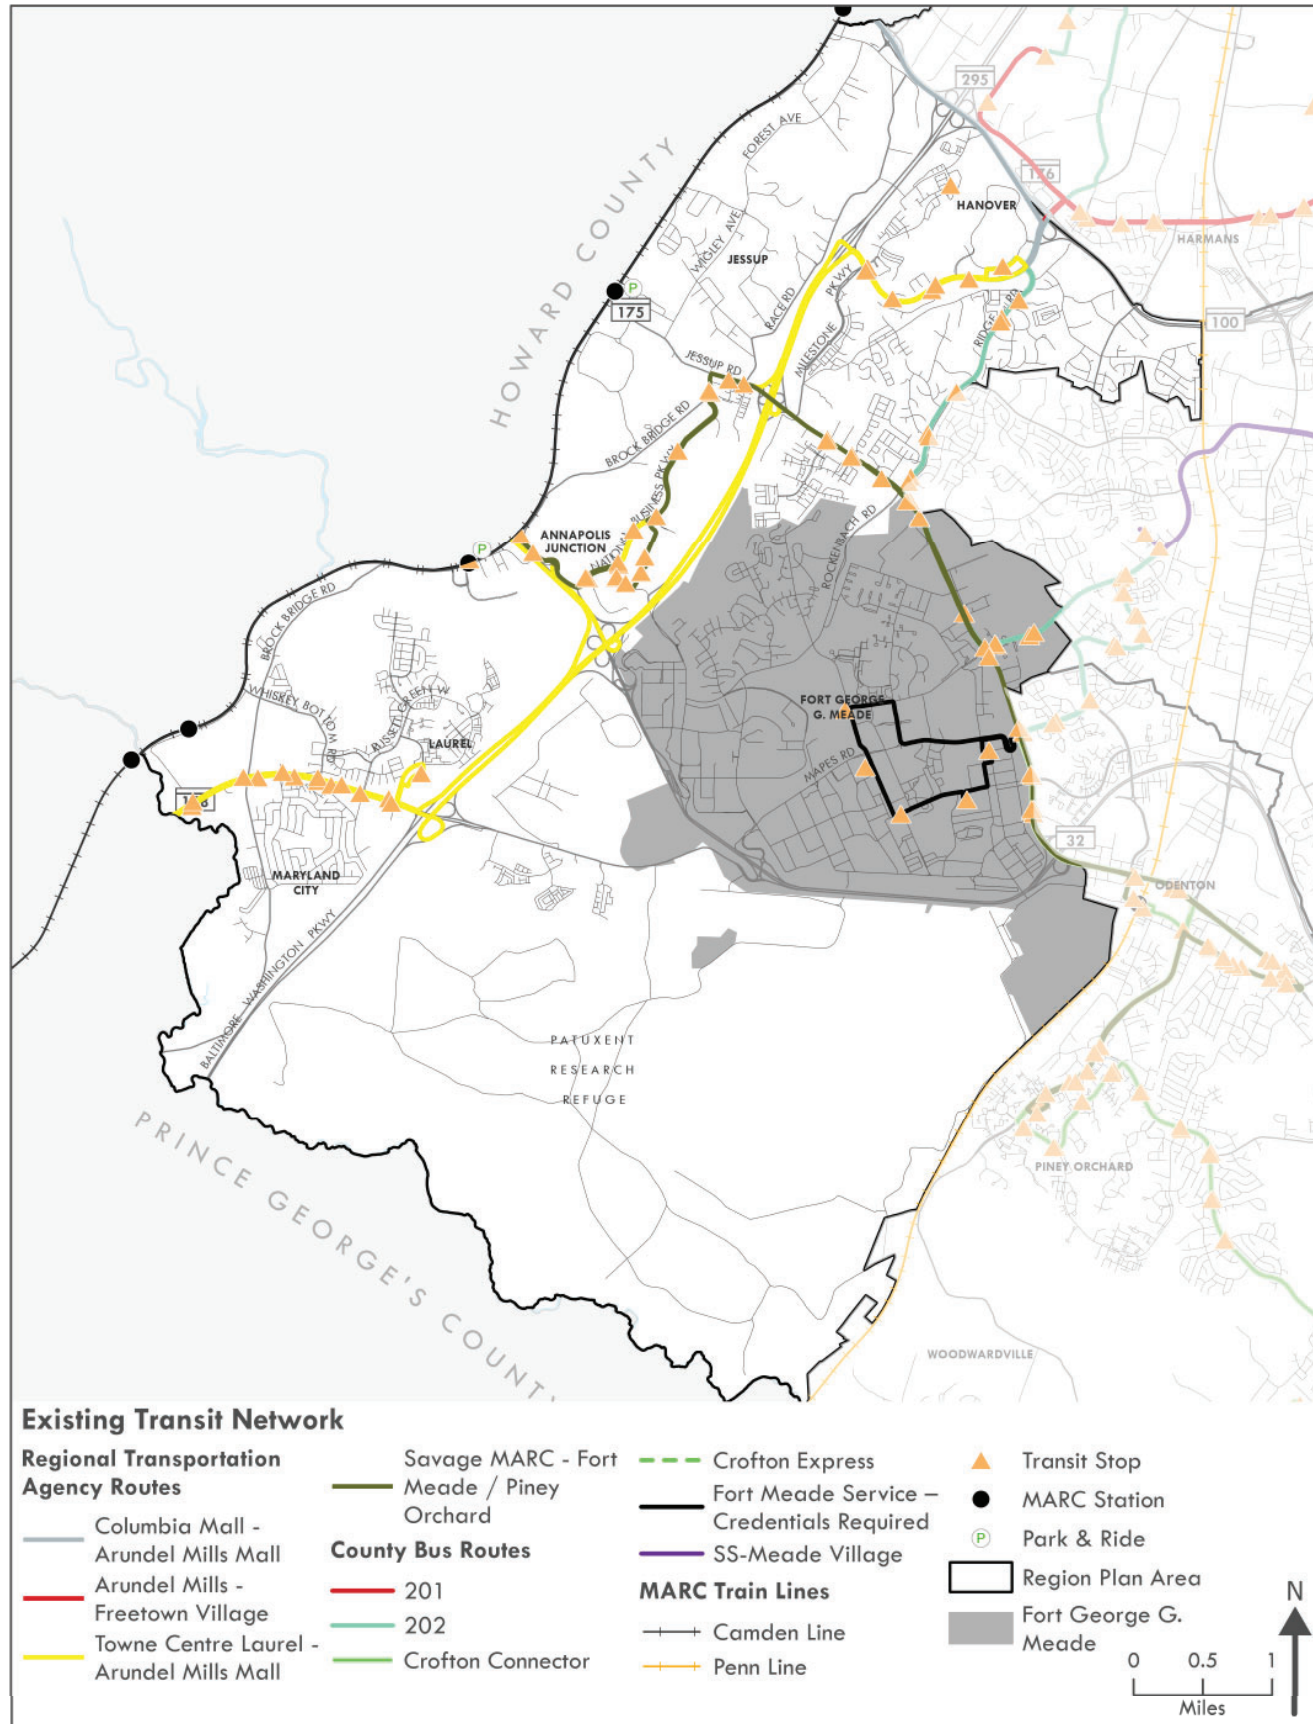 295
FOREST AVE
HOWARD COUNTY
176
HANOVER
HARMANS
WIGLEY AVE
JESSUP
PKWY
RACE RD
175
RIDGE RD
100
MILESTONE
JESSUP RD
BROCK BRIDGE RD
NATIONAL BUSINESS PKWY
ROCKENBACH RD
ANNAPOLIS
JUNCTION
BROCK BRIDGE RD
WHISKEY BOTTOM RD
RUSSETT GREEN W
FORT GEORGE
G. MEADE
LAUREL
MAPES RD
32
MARYLAND
CITY
ODENTON
BALTIMORE WASHINGTON PKWY
PATUXENT
RESEARCH
REFUGE
PRINCE GEORGE'S COUNTY
PINEY ORCHARD
WOODWARDVILLE
Existing Transit Network
Regional Transportation
Agency Routes
Columbia Mall -
Arundel Mills Mall
Arundel Mills -
Freetown Village
Towne Centre Laurel -
Arundel Mills Mall
Savage MARC - Fort
Meade / Piney
Orchard
County Bus Routes
201
202
Crofton Connector
Crofton Express
Fort Meade Service –
Credentials Required
SS-Meade Village
MARC Train Lines
Camden Line
Penn Line
Transit Stop
MARC Station
P Park & Ride
Region Plan Area
Fort George G.
Meade
N
0 0.5 1
Miles